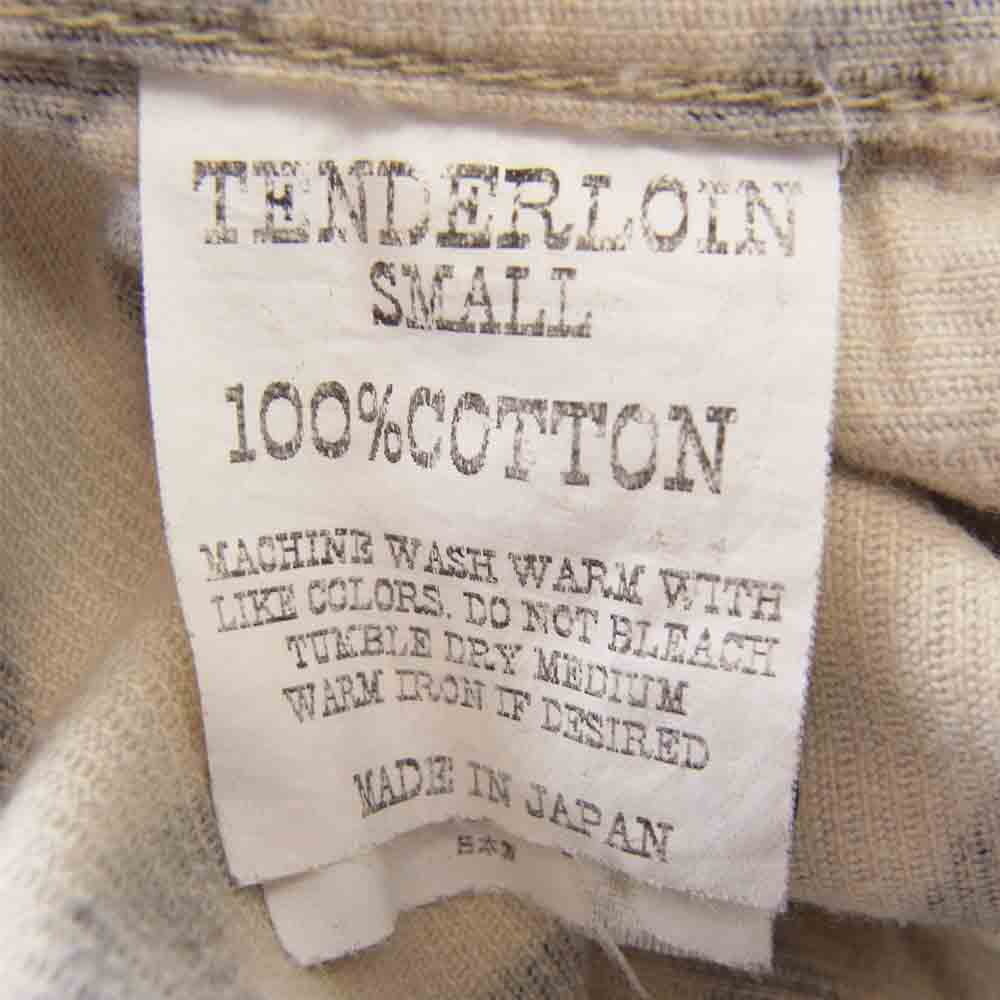 TENDERLOIN
SMALL
100%COTTON
MACHINE WASH WARM WITH
LIKE COLORS. DO NOT BLEACH
TUMBLE DRY MEDIUM
WARM IRON IF DESIRED
MADE IN JAPAN
日本製